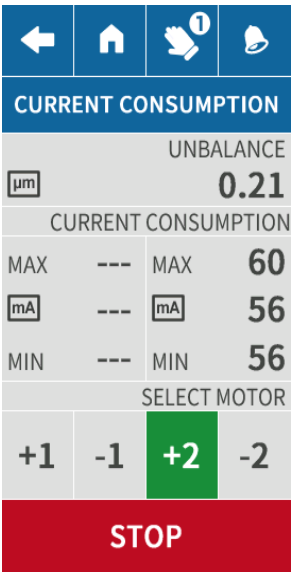 1
CURRENT CONSUMPTION
UNBALANCE
µm 0.21
CURRENT CONSUMPTION
MAX --- MAX 60
mA --- mA 56
MIN --- MIN 56
SELECT MOTOR
+1 -1 +2 -2
STOP